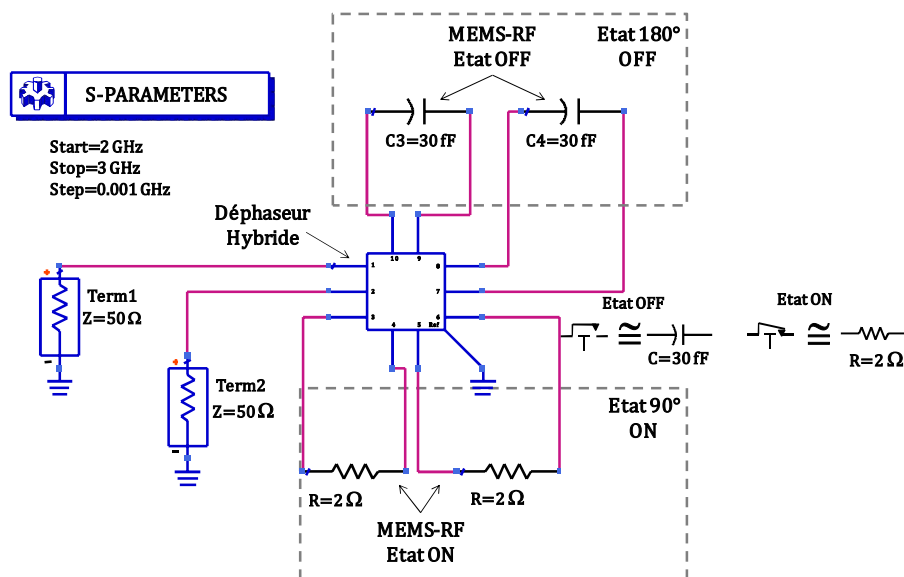 MEMS-RF
Etat OFF
Etat 180°
OFF
S-PARAMETERS
C3=30 fF
C4=30 fF
Start=2 GHz
Stop=3 GHz
Step=0.001 GHz
Déphaseur
Hybride
10
9
1
8
2
7
3
6
4
5
Ref
+
Term1
Z=50 Ω
-
+
Term2
Z=50 Ω
-
Etat OFF
≅
C=30 fF
Etat ON
≅
R=2 Ω
Etat 90°
ON
R=2 Ω
R=2 Ω
MEMS-RF
Etat ON